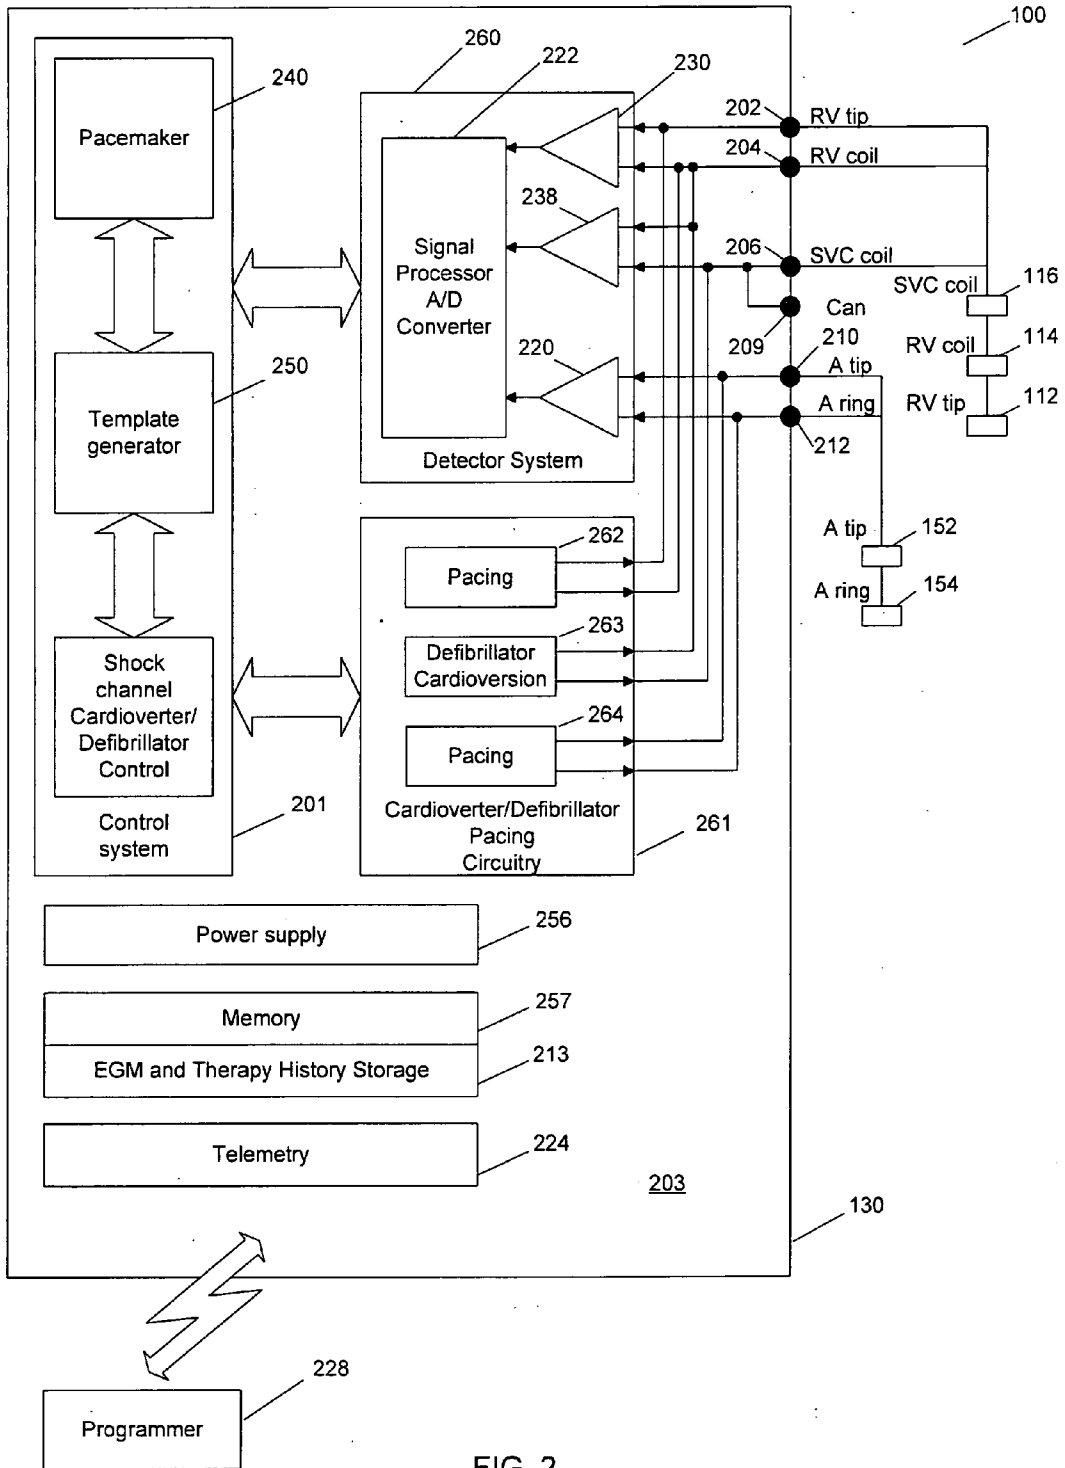 100
260
222
230
240
202
RV tip
204
RV coil
Pacemaker
238
Signal
Processor
A/D
Converter
206
SVC coil
SVC coil
116
Can
209
210
RV coil
114
250
220
A tip
RV tip
112
A ring
212
Template
generator
Detector System
A tip
152
262
Pacing
A ring
154
263
Defibrillator
Cardioversion
Shock
channel
Cardioverter/
Defibrillator
Control
264
Pacing
201
Control
system
Cardioverter/Defibrillator
Pacing
Circuitry
261
Power supply
256
Memory
257
EGM and Therapy History Storage
213
Telemetry
224
203
130
228
Programmer
FIG. 2